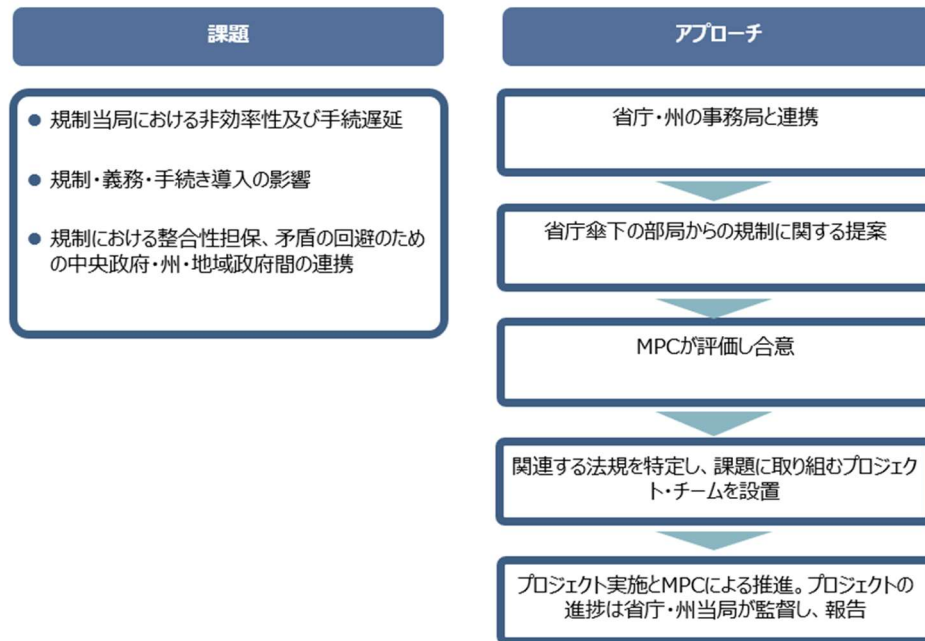 課題
● 規制当局における非効率性及び手続遅延
● 規制・義務・手続き導入の影響
● 規制における整合性担保、矛盾の回避のため
の中央政府・州・地域政府間の連携
アプローチ
省庁・州の事務局と連携
省庁傘下の部局からの規制に関する提案
MPCが評価し合意
関連する法規を特定し、課題に取り組むプロジェク
ト・チームを設置
プロジェクト実施とMPCによる推進。プロジェクトの
進捗は省庁・州当局が監督し、報告